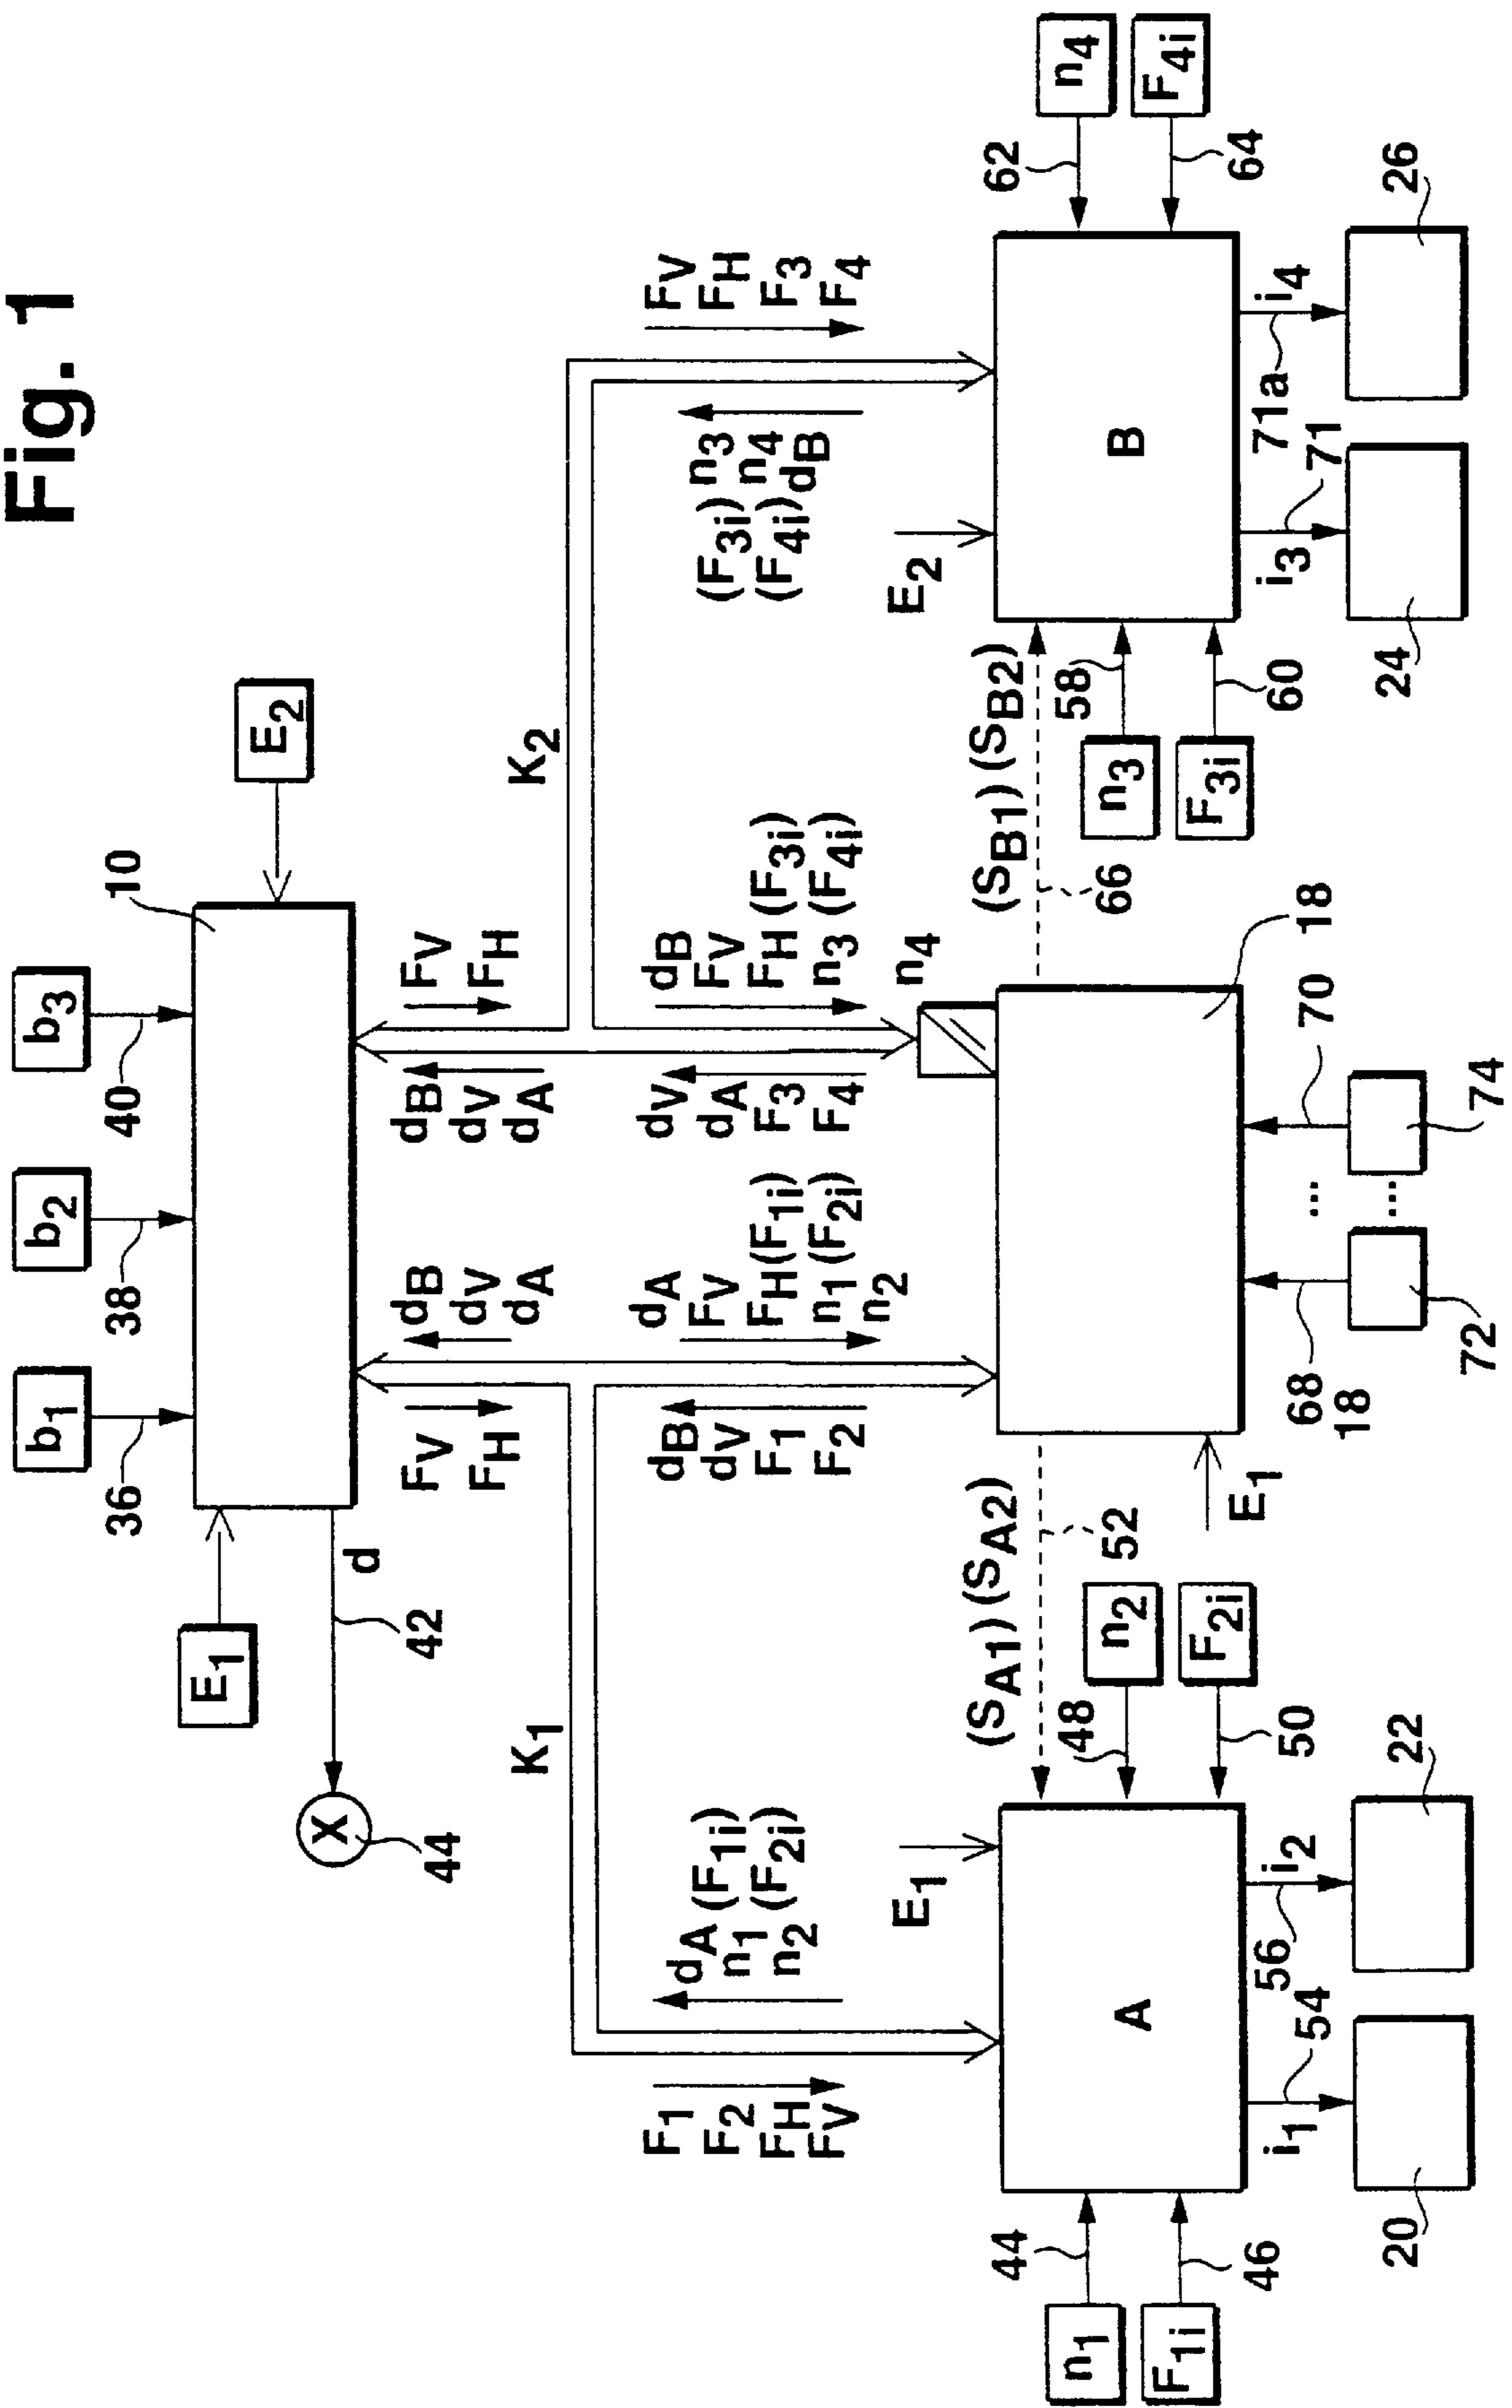 Fig. 1
b1
b2
b3
36
38
40
10
E1
E2
d
42
X
44
FV
FH
dB
dV
dA
dB
dV
dA
FV
FH
K1
K2
dA (F1i)
n1 (F2i)
n2
F1
F2
FH
FV
dB
dV
F1
F2
dA
FV
FH (F1i)
n1 (F2i)
n2
dV
dA
F3
F4
dB
FV
FH (F3i)
n3 (F4i)
n4
(F3i) n3
(F4i) n4
dB
FV
FH
F3
F4
E1
E2
(SA1) (SA2)
52
(SB1) (SB2)
66
n1
44
F1i
46
A
n2
48
F2i
50
E1
18
n3
58
F3i
60
B
n4
62
F4i
64
i1
54
56
i2
20
22
68
18
70
72
...
...
74
i3
71
71a
i4
24
26